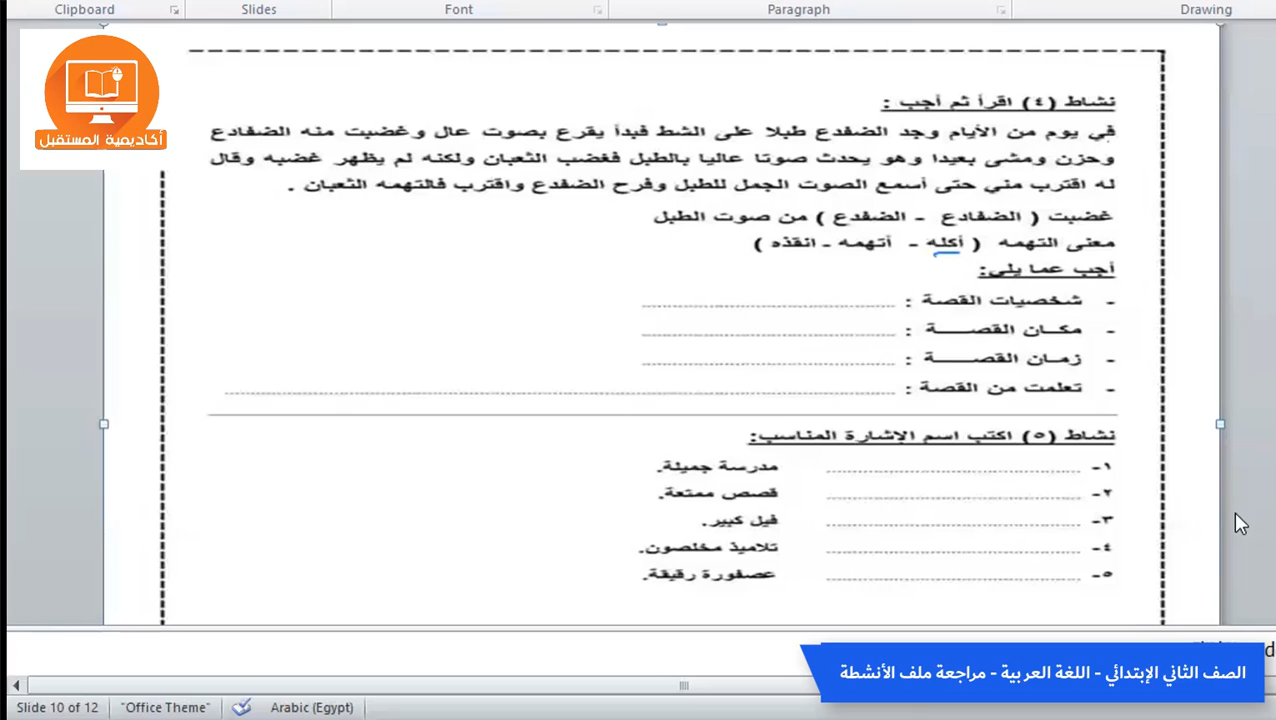 Clipboard
Slides
Font
Paragraph
Drawing
أكاديمية المستقبل
نشاط (٤) اقرأ ثم أجب :
في يوم من الأيام وجد الضفدع طبلا على الشط فبدأ يقرع بصوت عال وغضبت منه الضفادع
وحزن ومشى بعيدا وهو يحدث صوتا عاليا بالطبل فغضب الثعبان ولكنه لم يظهر غضبه وقال
له اقترب مني حتى أسمع الصوت الجمل للطبل وفرح الضفدع واقترب فالتهمه الثعبان .
غضبت ( الضفادع - الضفدع ) من صوت الطبل
معنى التهمه ( أكله - أتهمه - انقذه )
أجب عما يلي:
- شخصيات القصة :
- مكـان القصـــــة :
- زمـان القصـــــة :
- تعلمت من القصة :
نشاط (٥) اكتب اسم الإشارة المناسب:
١- مدرسة جميلة.
٢- قصص ممتعة.
٣- فيل كبير.
٤- تلاميذ مخلصون.
٥- عصفورة رقيقة.
الصف الثاني الإبتدائي - اللغة العربية - مراجعة ملف الأنشطة
Slide 10 of 12
"Office Theme"
Arabic (Egypt)